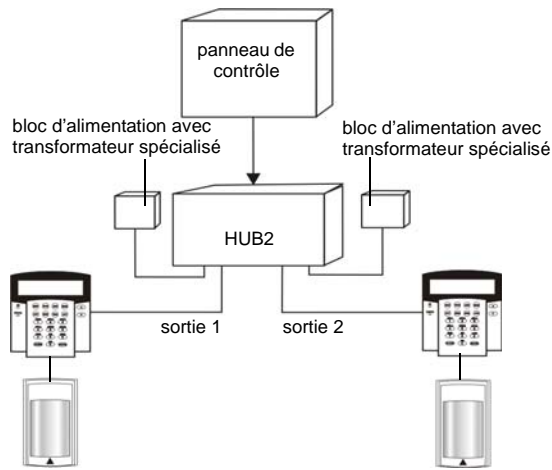 panneau de
contrôle
bloc d'alimentation avec
transformateur spécialisé
bloc d'alimentation avec
transformateur spécialisé
HUB2
sortie 1
sortie 2